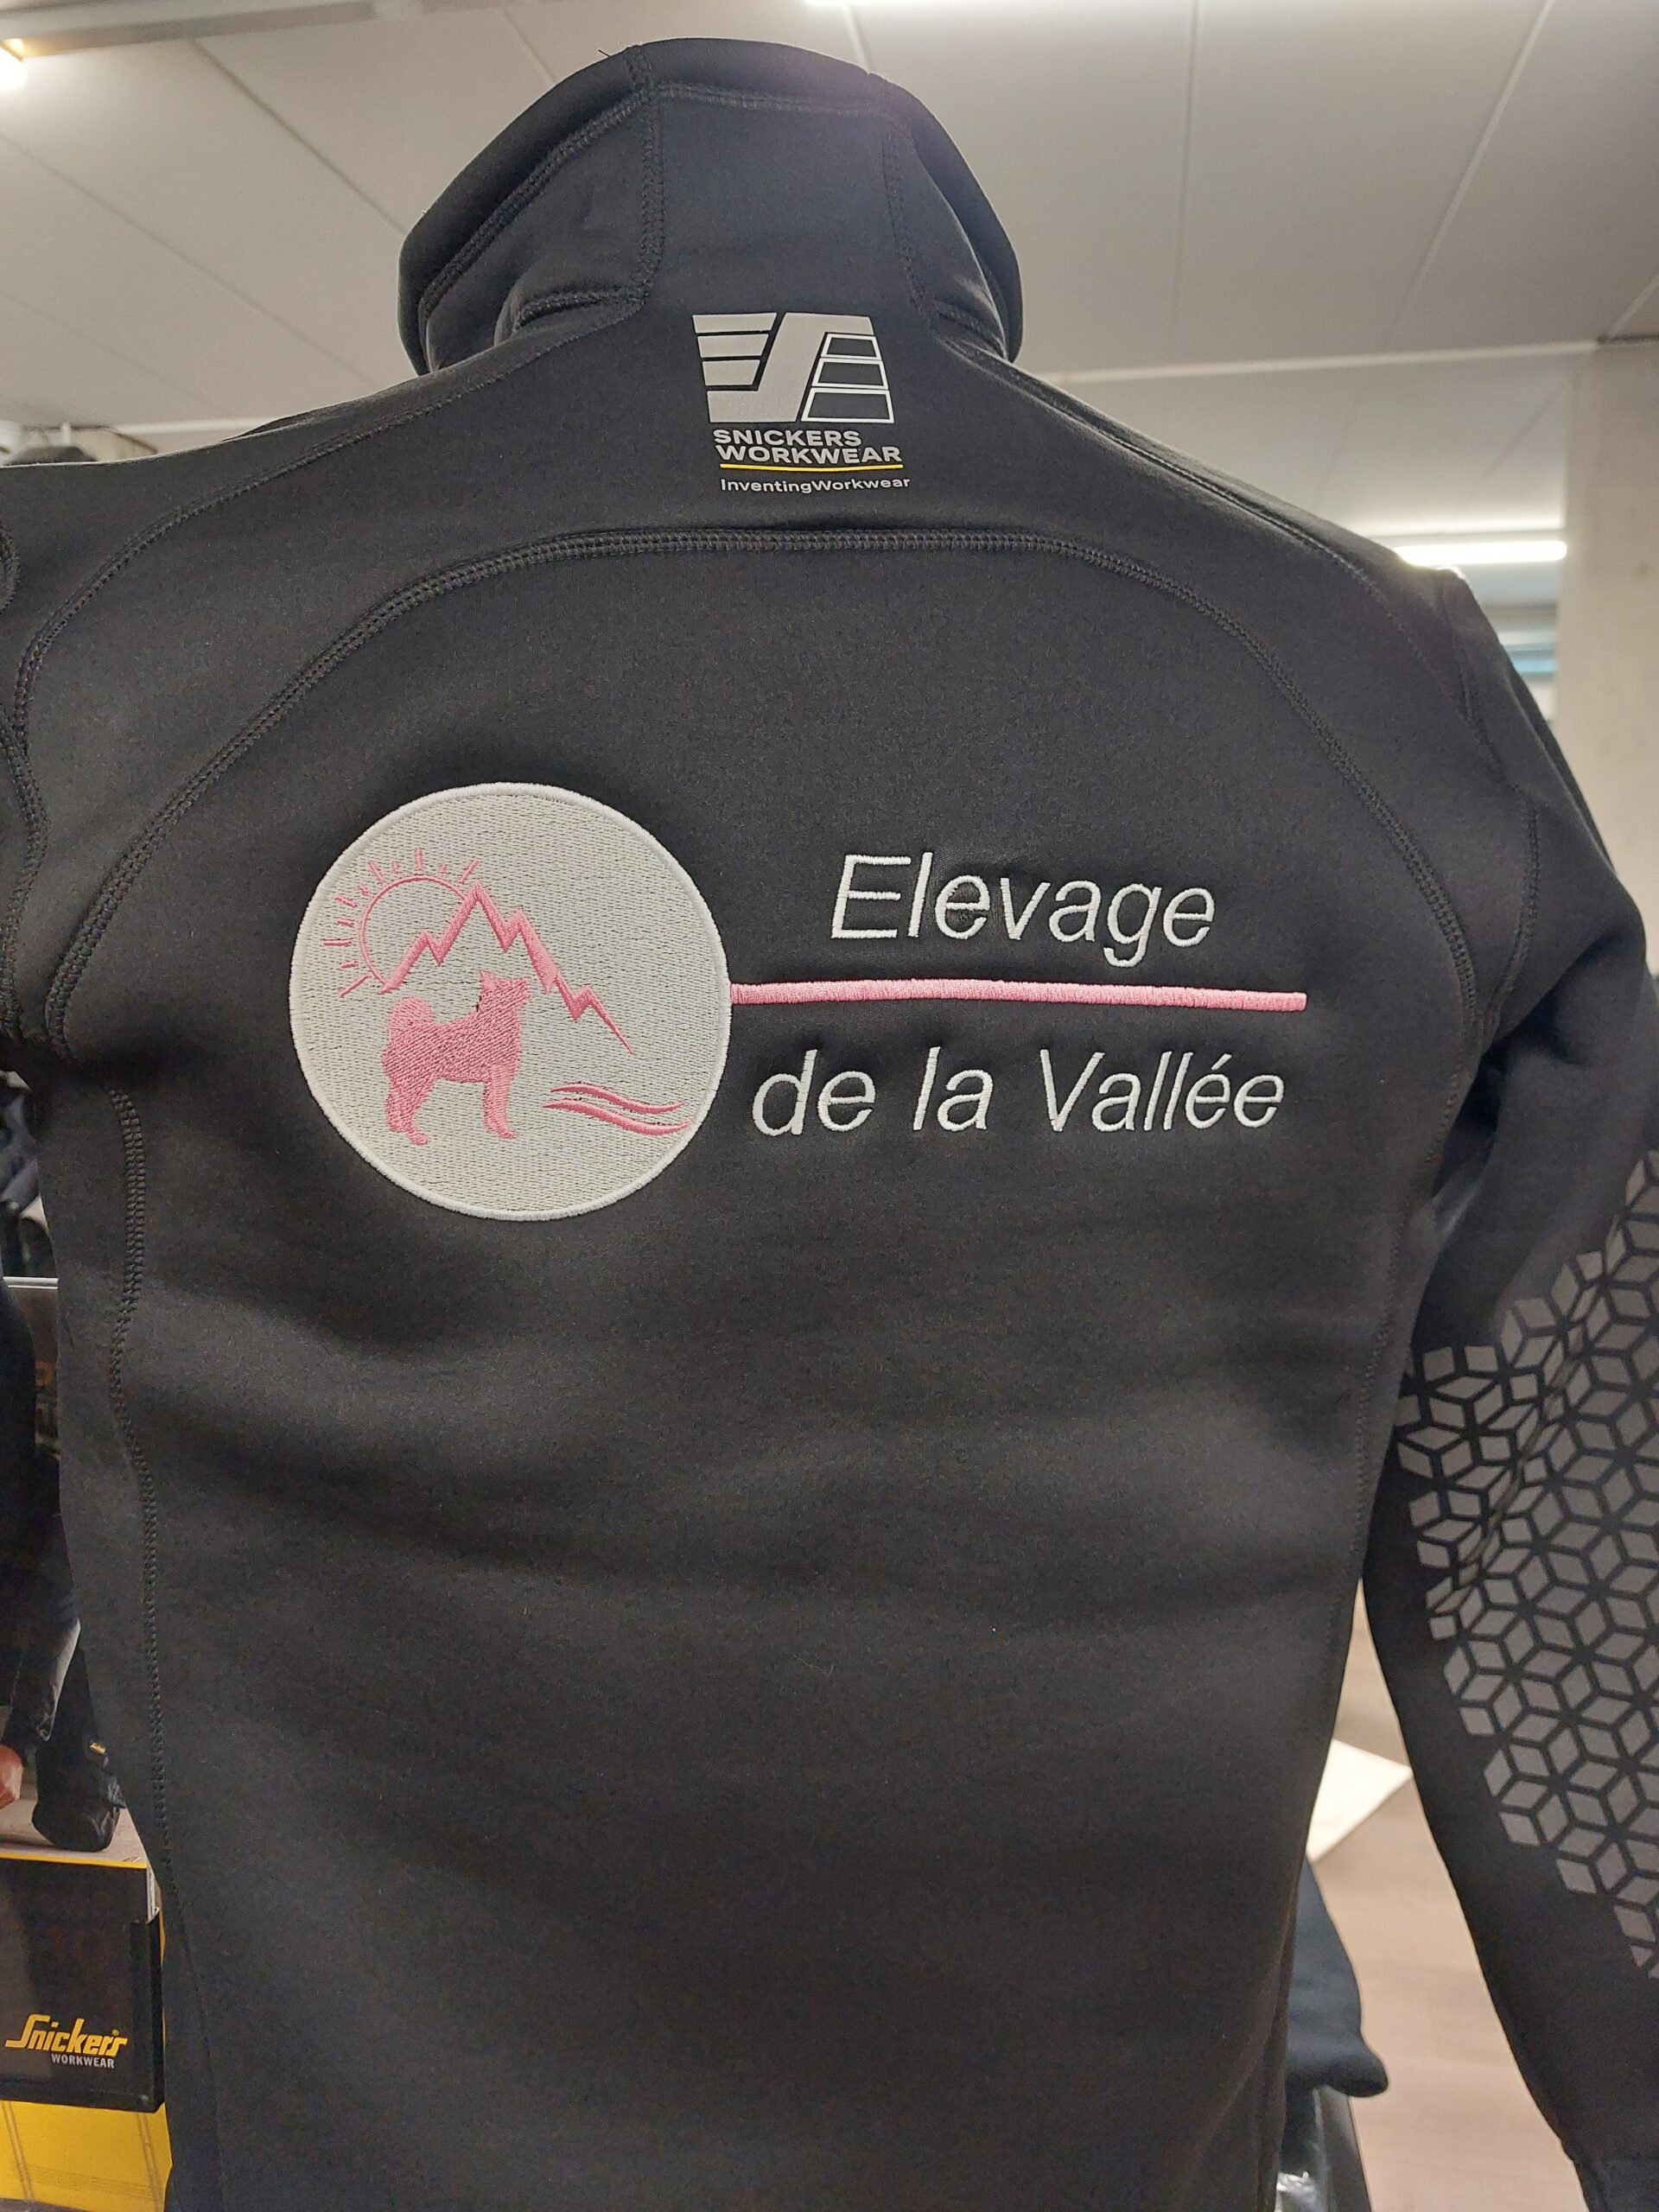 SNICKERS
WORKWEAR
InventingWorkwear
Elevage
de la Vallée
Snickers
WORKWEAR